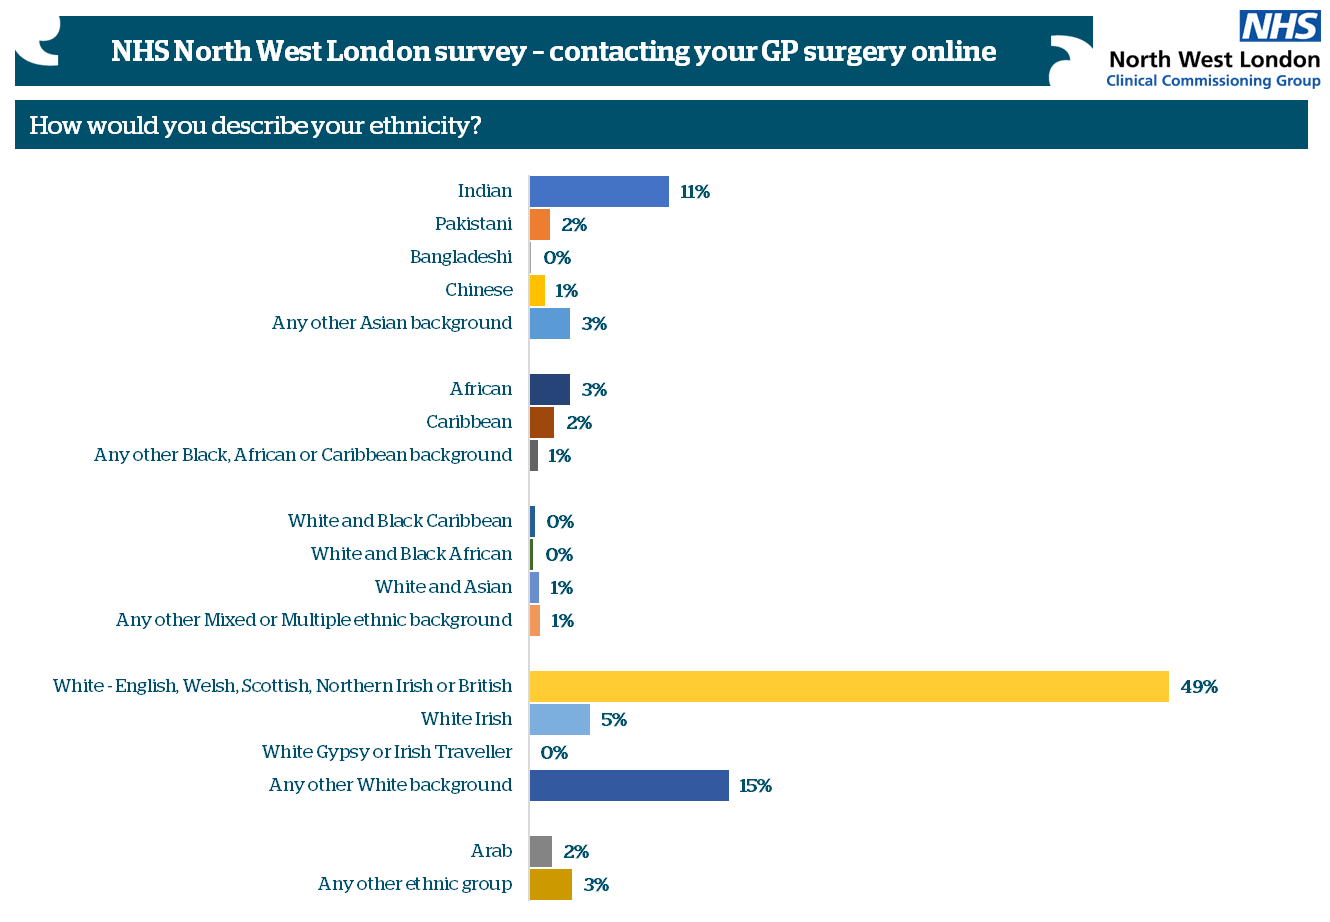 NHS North West London survey – contacting your GP surgery online
NHS
North West London
Clinical Commissioning Group
How would you describe your ethnicity?
Indian 11%
Pakistani 2%
Bangladeshi 0%
Chinese 1%
Any other Asian background 3%
African 3%
Caribbean 2%
Any other Black, African or Caribbean background 1%
White and Black Caribbean 0%
White and Black African 0%
White and Asian 1%
Any other Mixed or Multiple ethnic background 1%
White - English, Welsh, Scottish, Northern Irish or British 49%
White Irish 5%
White Gypsy or Irish Traveller 0%
Any other White background 15%
Arab 2%
Any other ethnic group 3%